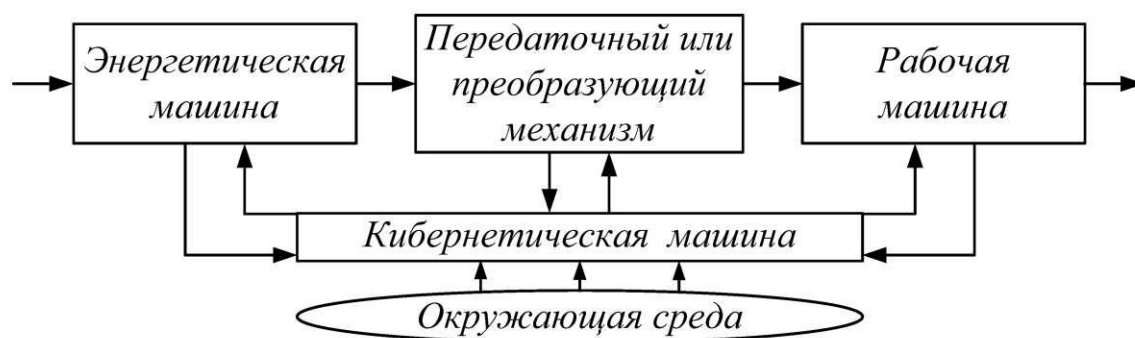 Энергетическая
машина
Передаточный или
преобразующий
механизм
Рабочая
машина
Кибернетическая машина
Окружающая среда